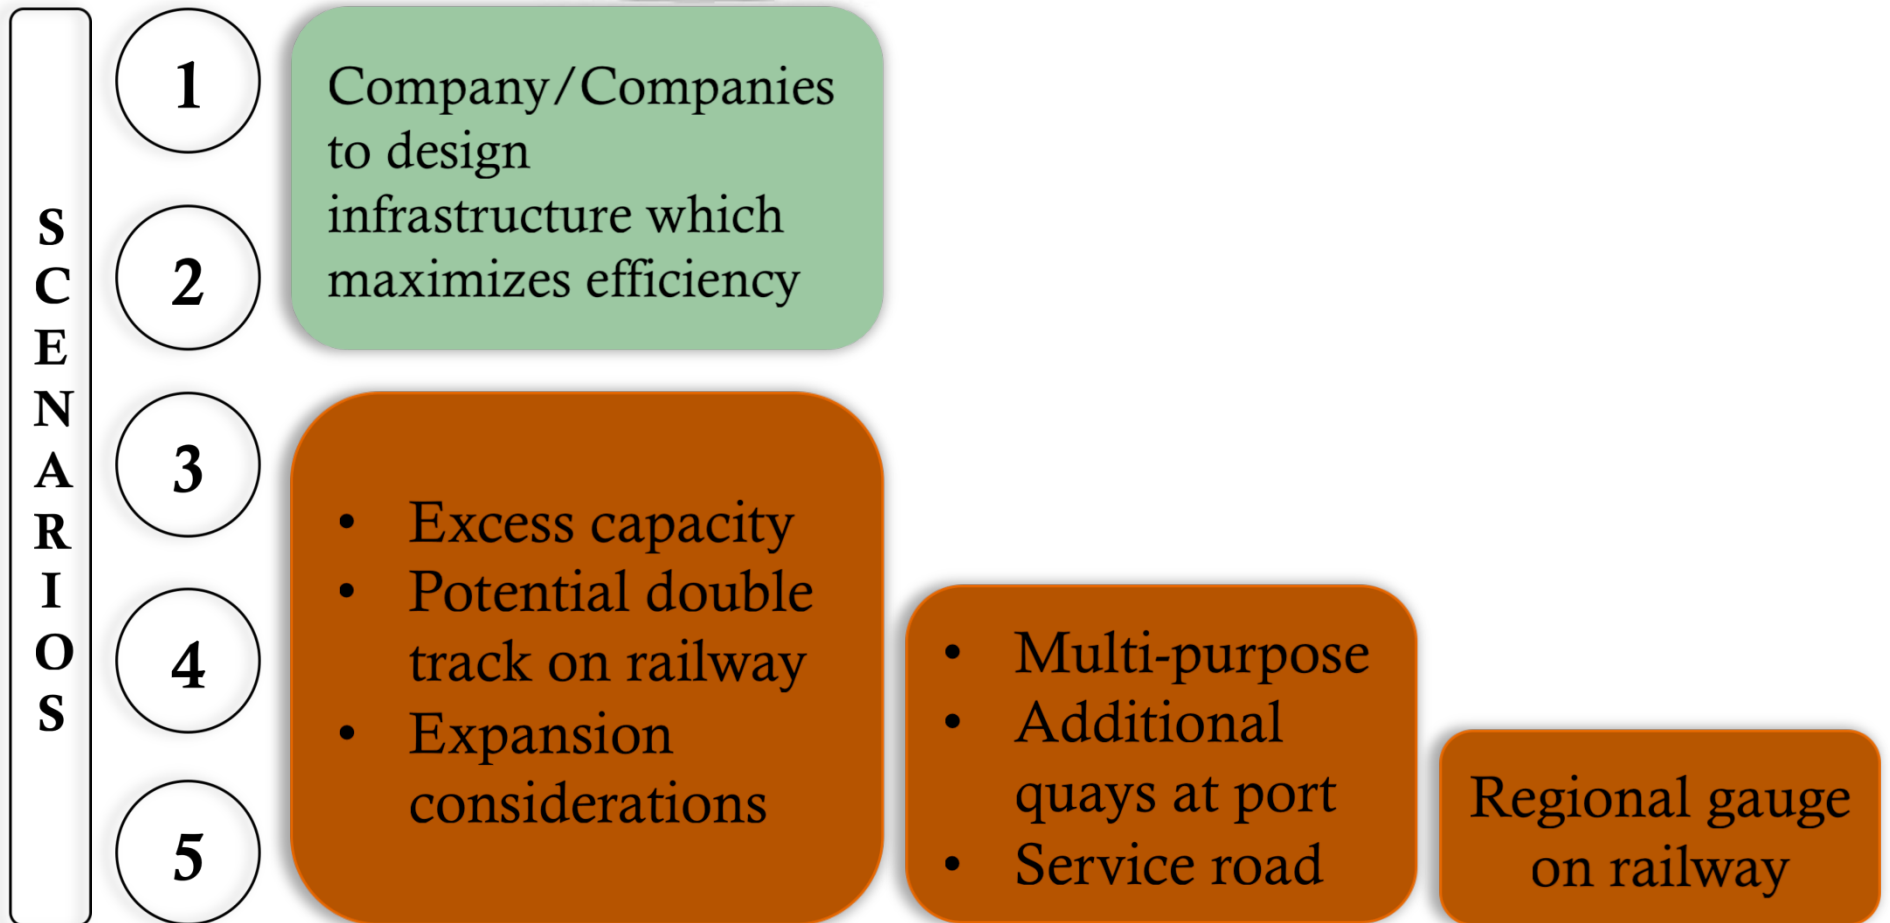 SCENARIOS
1
2
3
4
5
Company/Companies
to design
infrastructure which
maximizes efficiency
• Excess capacity
• Potential double
track on railway
• Expansion
considerations
• Multi-purpose
• Additional
quays at port
• Service road
Regional gauge
on railway